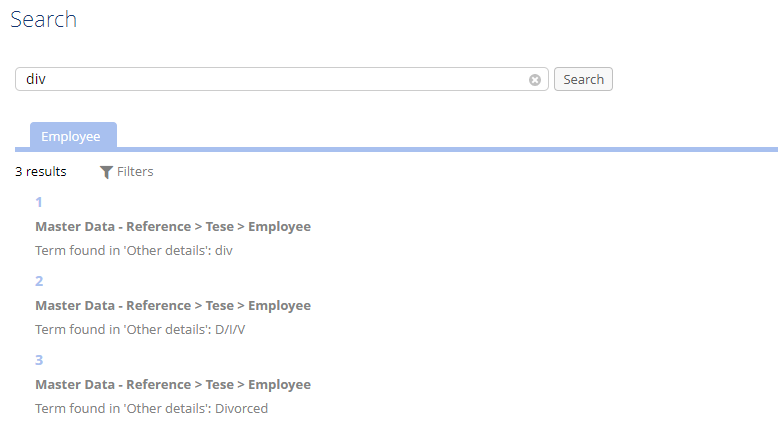 Search
div
Search
Employee
3 results
Filters
1
Master Data - Reference > Tese > Employee
Term found in 'Other details': div
2
Master Data - Reference > Tese > Employee
Term found in 'Other details': D/I/V
3
Master Data - Reference > Tese > Employee
Term found in 'Other details': Divorced